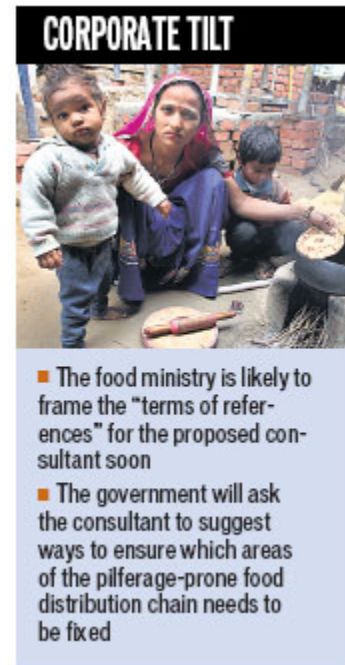 CORPORATE TILT
■ The food ministry is likely to
frame the “terms of refer-
ences” for the proposed con-
sultant soon
■ The government will ask
the consultant to suggest
ways to ensure which areas
of the pilferage-prone food
distribution chain needs to
be fixed